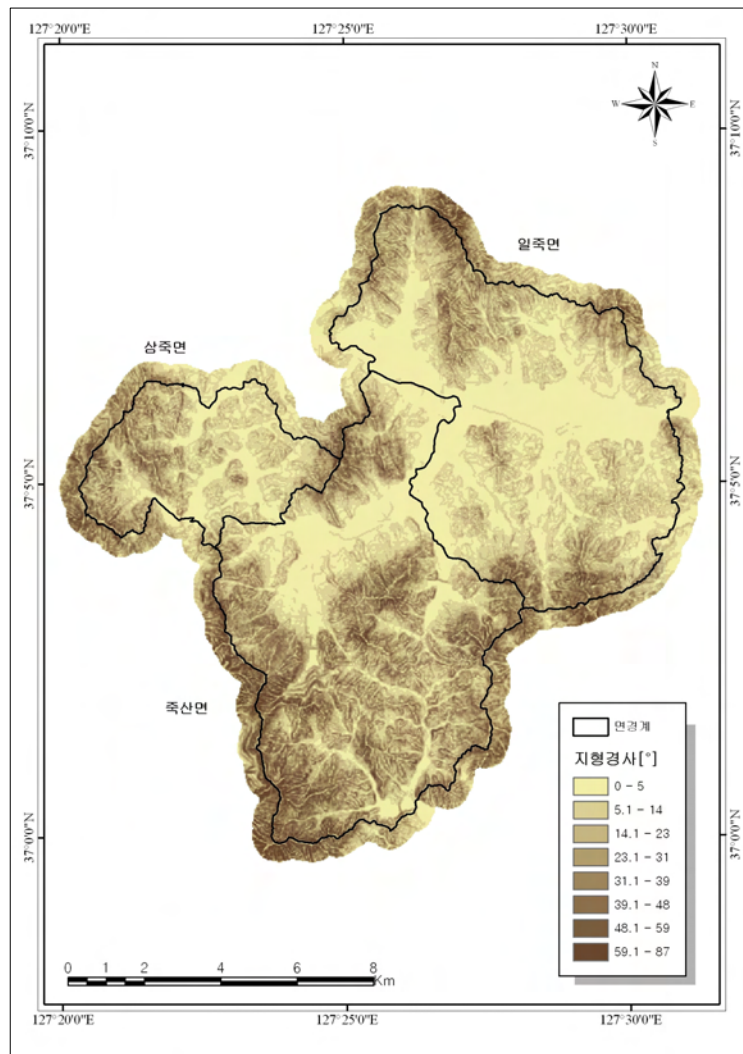 127°20'0"E 127°25'0"E 127°30'0"E
37°10'0"N 37°10'0"N
N
W E
S
일죽면
삼죽면
37°5'0"N 37°5'0"N
죽산면
면경계
지형경사[°]
0 - 5
5.1 - 14
14.1 - 23
23.1 - 31
31.1 - 39
39.1 - 48
48.1 - 59
59.1 - 87
37°0'0"N 37°0'0"N
0 1 2 4 6 8
Km
127°20'0"E 127°25'0"E 127°30'0"E